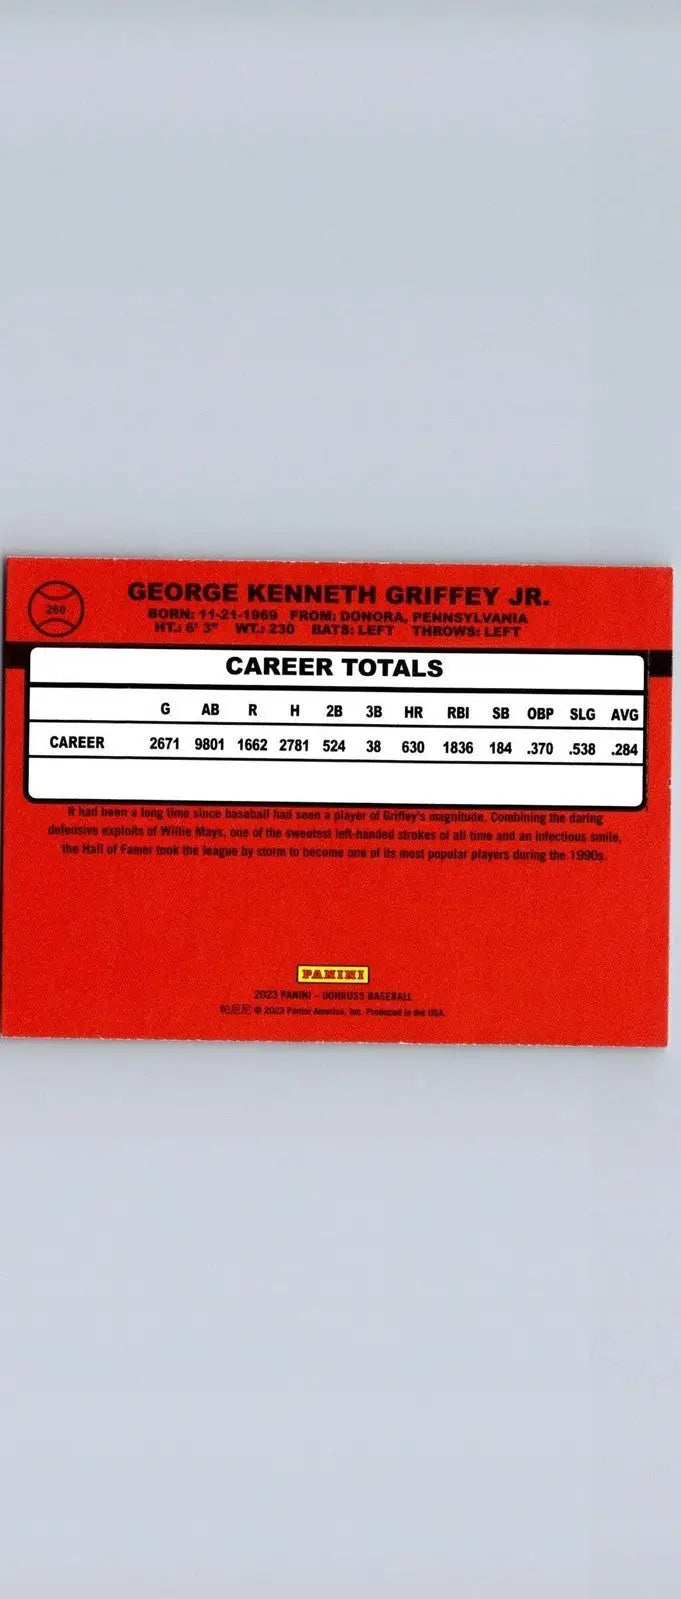 260
GEORGE KENNETH GRIFFEY JR.
BORN: 11-21-1969 FROM: DONORA, PENNSYLVANIA
HT.: 6' 3" WT.: 230 BATS: LEFT THROWS: LEFT
CAREER TOTALS
G AB R H 2B 3B HR RBI SB OBP SLG AVG
CAREER 2671 9801 1662 2781 524 38 630 1836 184 .370 .538 .284
It had been a long time since baseball had seen a player of Griffey's magnitude. Combining the daring
defensive exploits of Willie Mays, one of the sweetest left-handed strokes of all time and an infectious smile,
the Hall of Famer took the league by storm to become one of its most popular players during the 1990s.
PANINI
2023 PANINI – DONRUSS BASEBALL
帕尼尼 © 2023 Panini America, Inc. Produced in the USA.